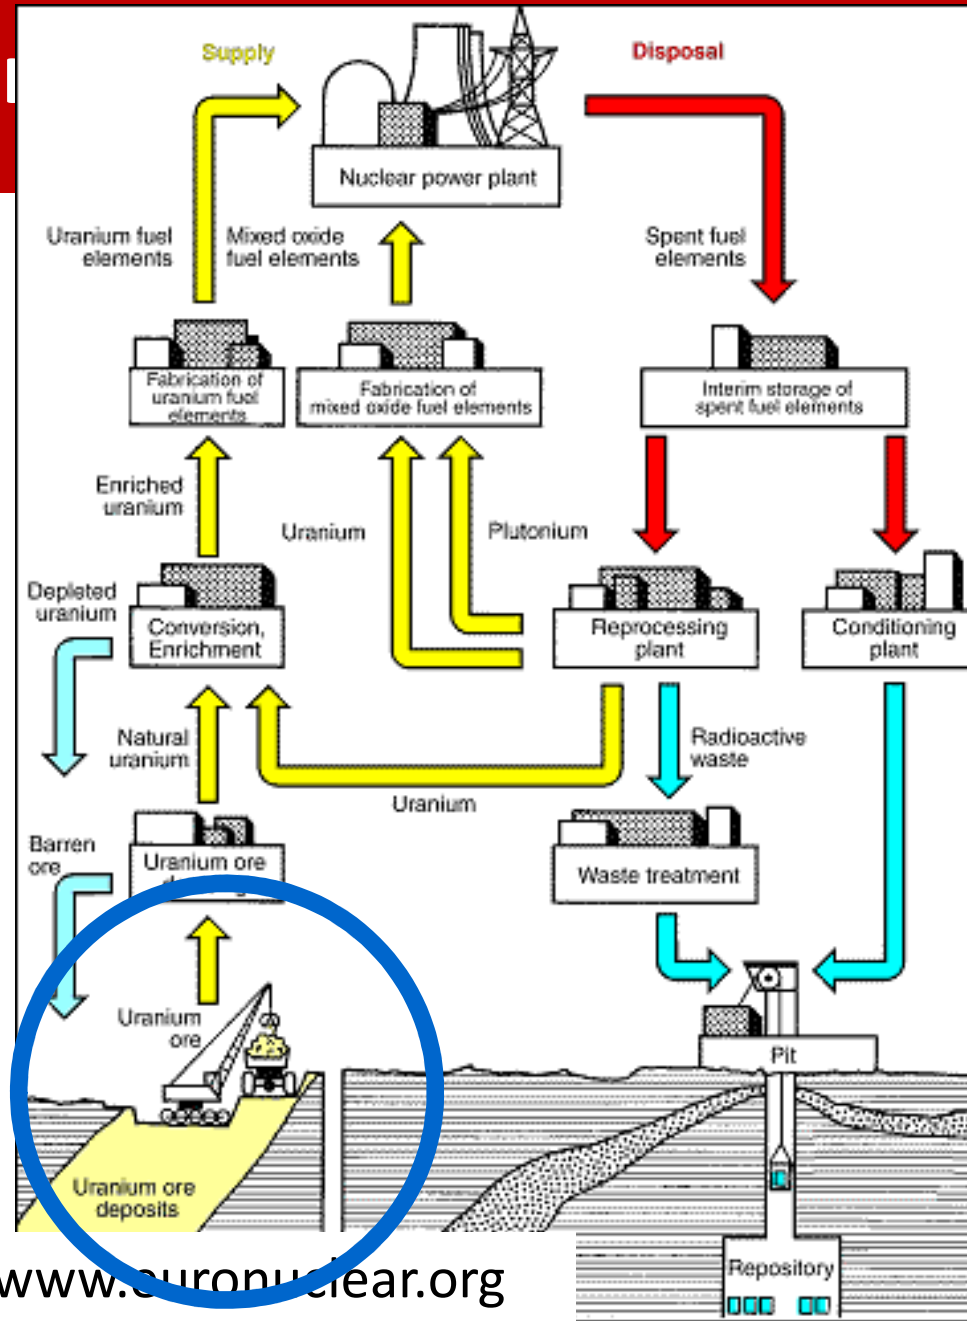 Supply
Disposal
Nuclear power plant
Uranium fuel
elements
Mixed oxide
fuel elements
Spent fuel
elements
Fabrication of
uranium fuel
elements
Fabrication of
mixed oxide fuel elements
Interim storage of
spent fuel elements
Enriched
uranium
Uranium
Plutonium
Depleted
uranium
Conversion,
Enrichment
Reprocessing
plant
Conditioning
plant
Natural
uranium
Radioactive
waste
Uranium
Barren
ore
Uranium ore
Waste treatment
Uranium
ore
Pit
Uranium ore
deposits
Repository
www.euronuclear.org